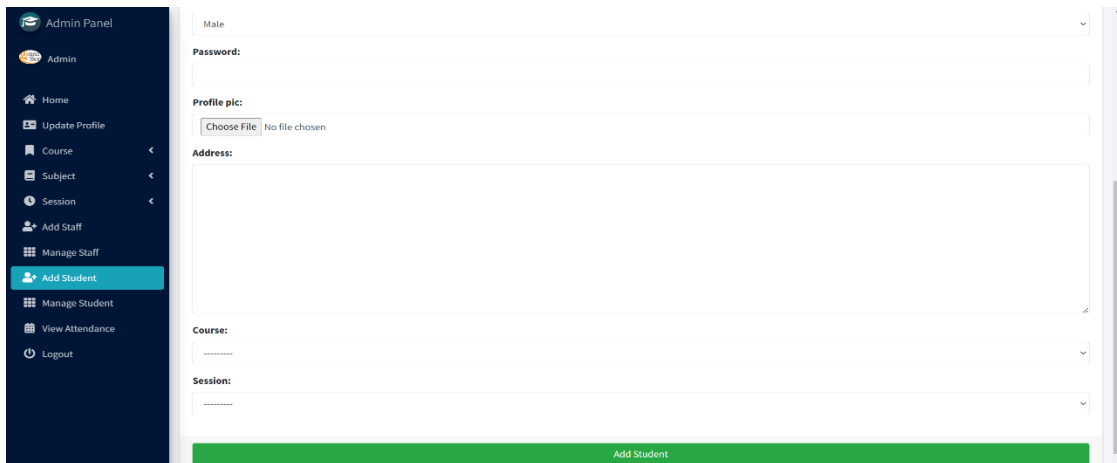 Admin Panel
Admin
Home
Update Profile
Course
Subject
Session
Add Staff
Manage Staff
Add Student
Manage Student
View Attendance
Logout
Male
Password:
Profile pic:
Choose File No file chosen
Address:
Course:
---------
Session:
---------
Add Student